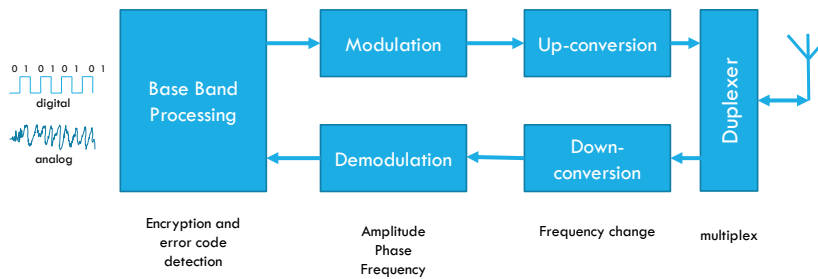 0 1 0 1 0 1 0 1
digital
analog
Base Band
Processing
Modulation
Up-conversion
Demodulation
Down-
conversion
Duplexer
Encryption and
error code
detection
Amplitude
Phase
Frequency
Frequency change
multiplex